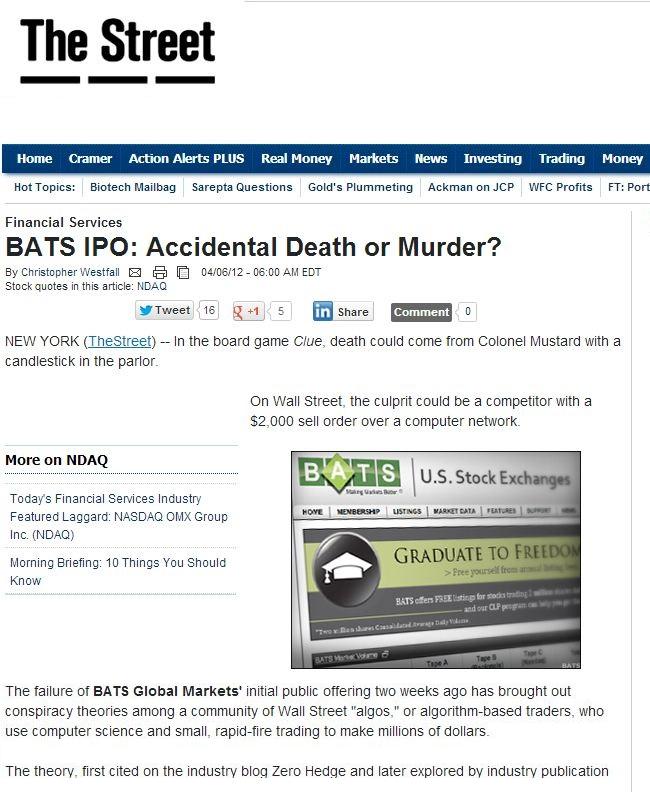 The Street
Home Cramer Action Alerts PLUS Real Money Markets News Investing Trading Money
Hot Topics: Biotech Mailbag Sarepta Questions Gold's Plummeting Ackman on JCP WFC Profits FT: Port
Financial Services
BATS IPO: Accidental Death or Murder?
By Christopher Westfall 04/06/12 - 06:00 AM EDT
Stock quotes in this article: NDAQ
Tweet 16 +1 5 in Share Comment 0
NEW YORK (TheStreet) -- In the board game Clue, death could come from Colonel Mustard with a
candlestick in the parlor.
On Wall Street, the culprit could be a competitor with a
$2,000 sell order over a computer network.
More on NDAQ
Today's Financial Services Industry
Featured Laggard: NASDAQ OMX Group
Inc. (NDAQ)
Morning Briefing: 10 Things You Should
Know
BATS U.S. Stock Exchanges
Making Markets Better
HOME MEMBERSHIP LISTINGS MARKET DATA FEATURES SUPPORT
GRADUATE TO FREEDOM
> Free yourself from annual listing
BATS offers FREE listings for stocks trading 2 million
and our CLP program can help you
*Two million shares Consolidated Average Daily Volume
BATS Market Volume Tape A Tape B Tape C
BATS
The failure of BATS Global Markets' initial public offering two weeks ago has brought out
conspiracy theories among a community of Wall Street "algos," or algorithm-based traders, who
use computer science and small, rapid-fire trading to make millions of dollars.
The theory, first cited on the industry blog Zero Hedge and later explored by industry publication